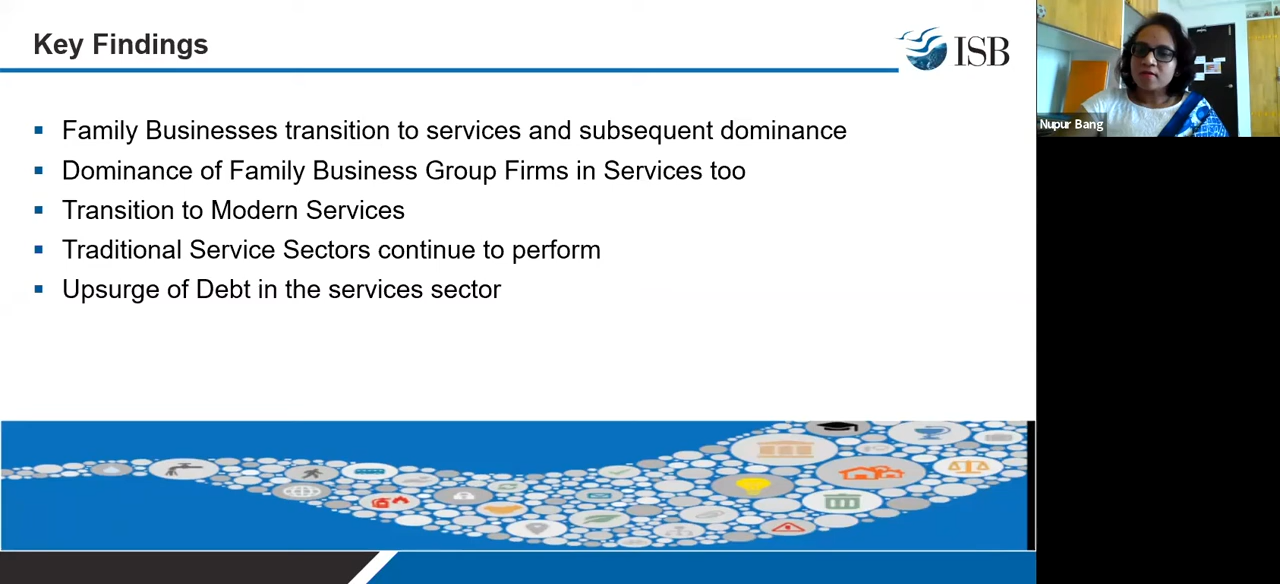 Key Findings
ISB
Family Businesses transition to services and subsequent dominance
Dominance of Family Business Group Firms in Services too
Transition to Modern Services
Traditional Service Sectors continue to perform
Upsurge of Debt in the services sector
Nupur Bang